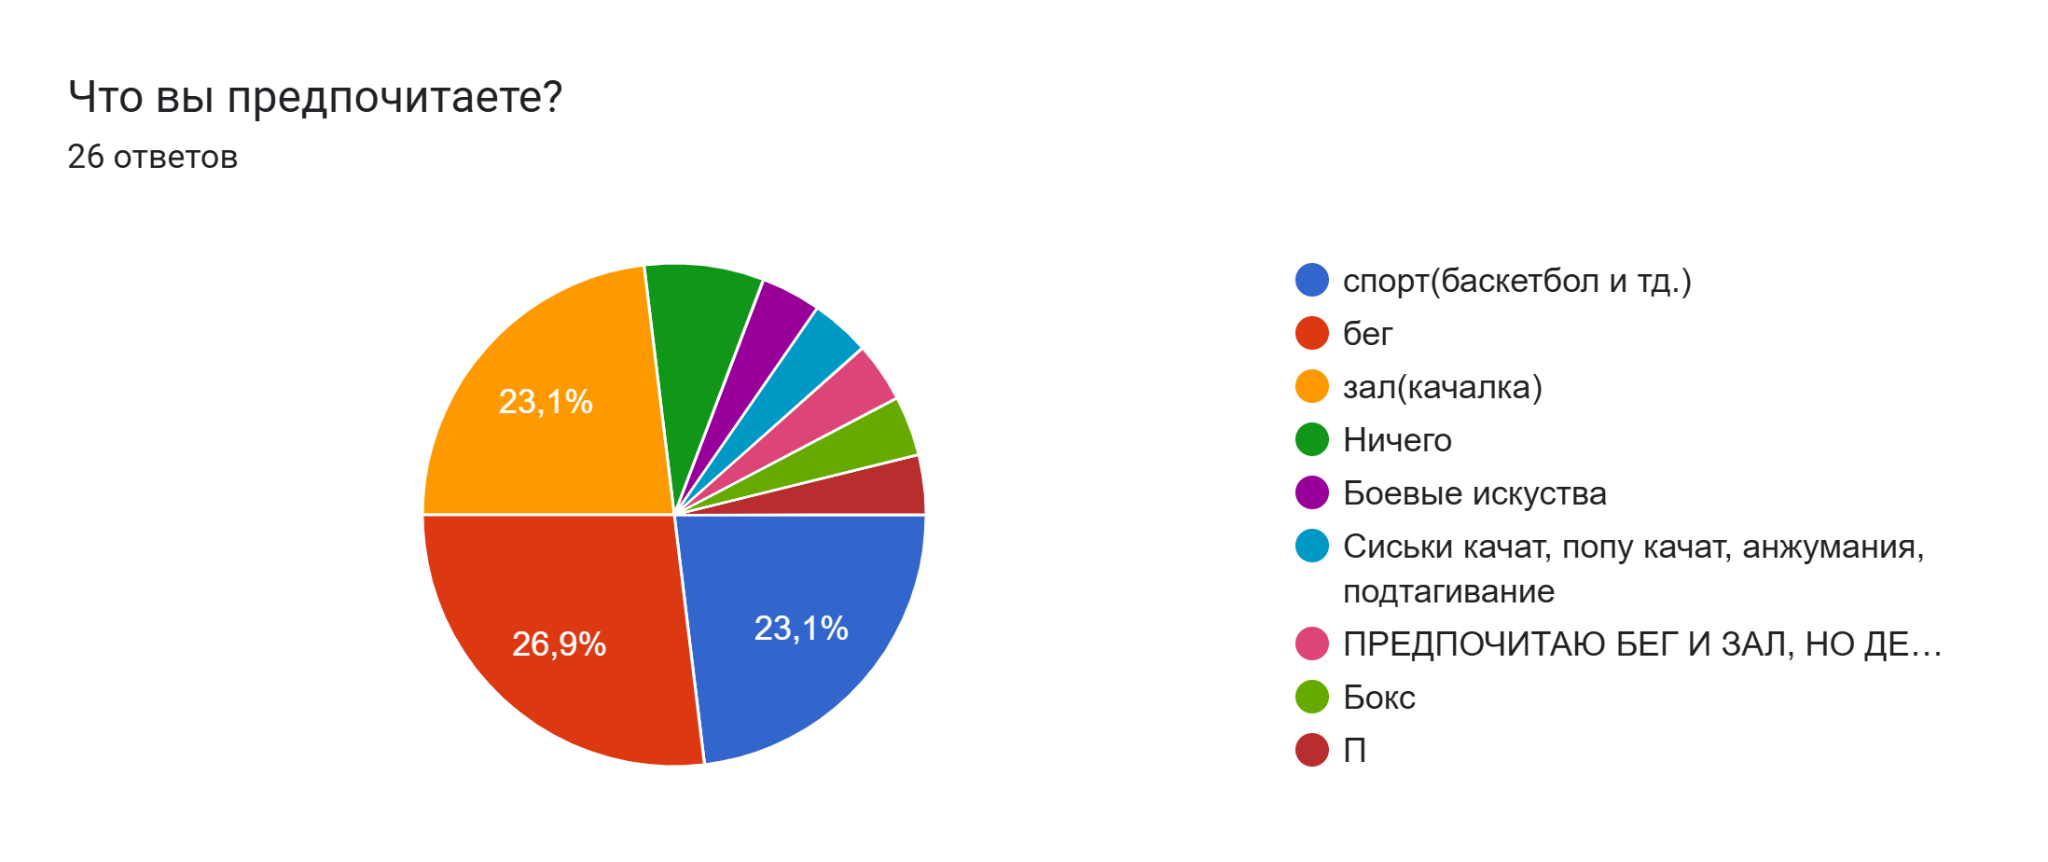 Что вы предпочитаете?
26 ответов
23,1%
26,9%
23,1%
спорт(баскетбол и тд.)
бег
зал(качалка)
Ничего
Боевые искуства
Сиськи качат, попу качат, анжумания,
подтагивание
ПРЕДПОЧИТАЮ БЕГ И ЗАЛ, НО ДЕ…
Бокс
П